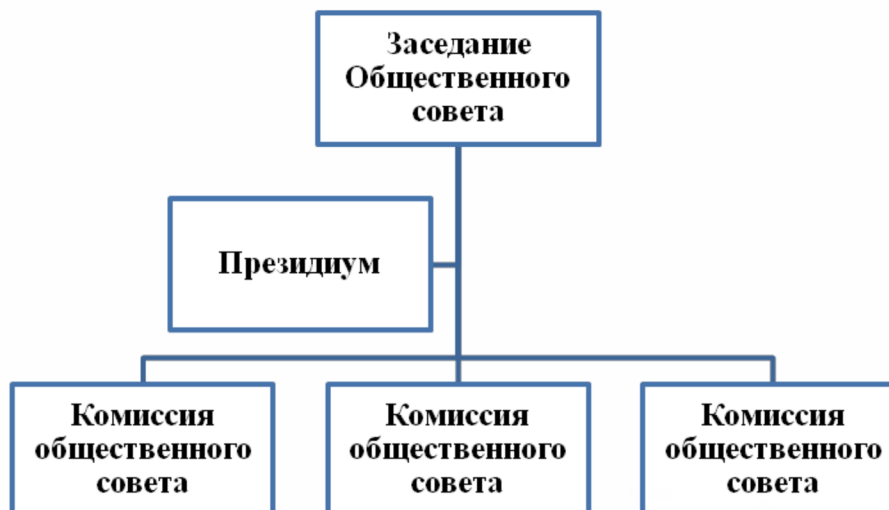 Заседание
Общественного
совета
Президиум
Комиссия
общественного
совета
Комиссия
общественного
совета
Комиссия
общественного
совета